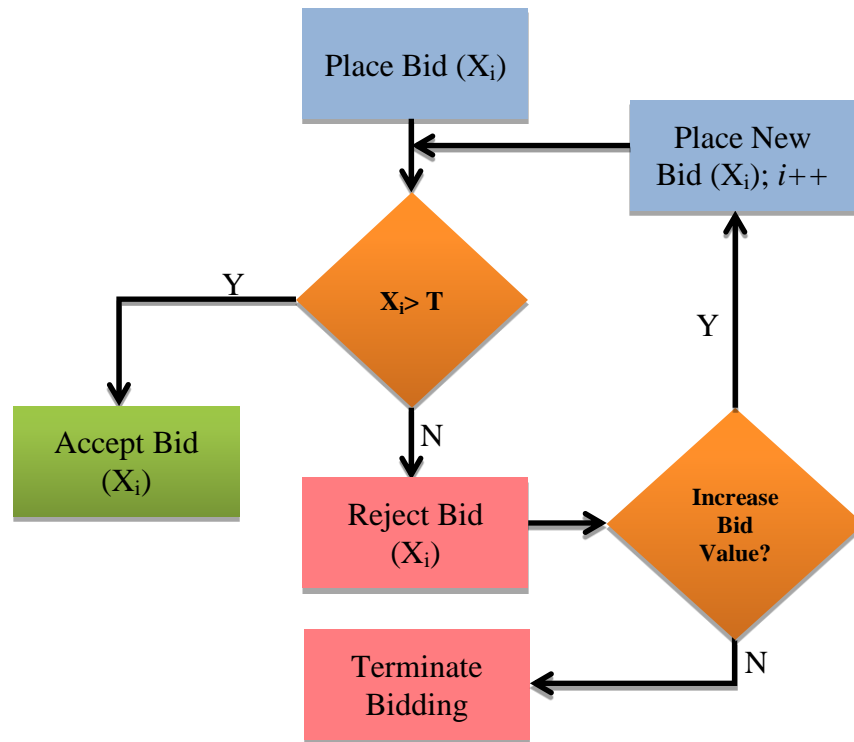 Place Bid (Xᵢ)
Place New
Bid (Xᵢ); i++
Y
Xᵢ> T
Y
Accept Bid
(Xᵢ)
N
Reject Bid
(Xᵢ)
Increase
Bid
Value?
N
Terminate
Bidding